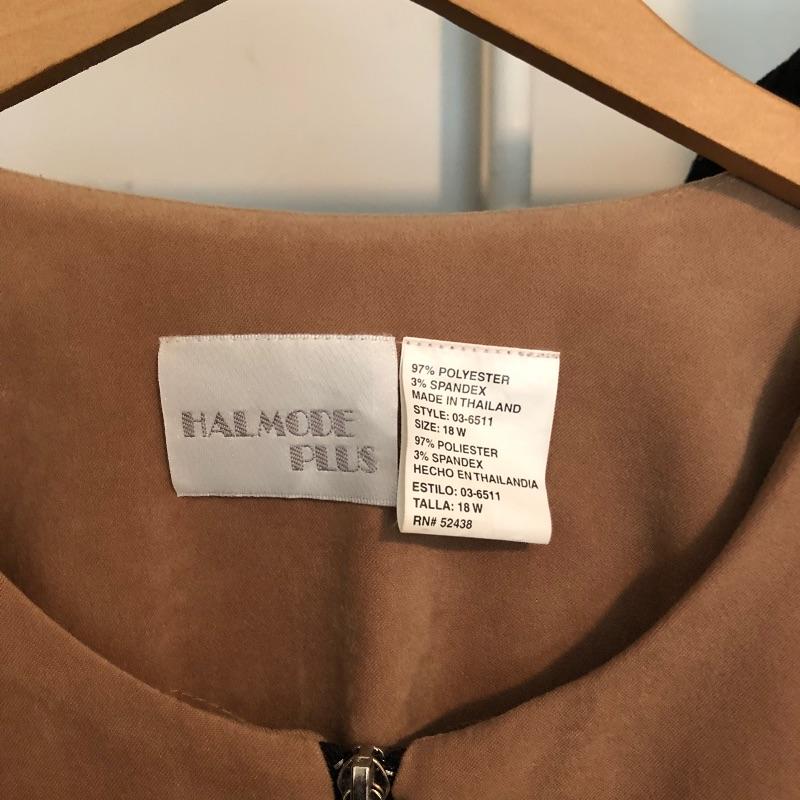 HALMODE
PLUS
97% POLYESTER
3% SPANDEX
MADE IN THAILAND
STYLE: 03-6511
SIZE: 18 W
97% POLIESTER
3% SPANDEX
HECHO EN THAILANDIA
ESTILO: 03-6511
TALLA: 18 W
RN# 52438